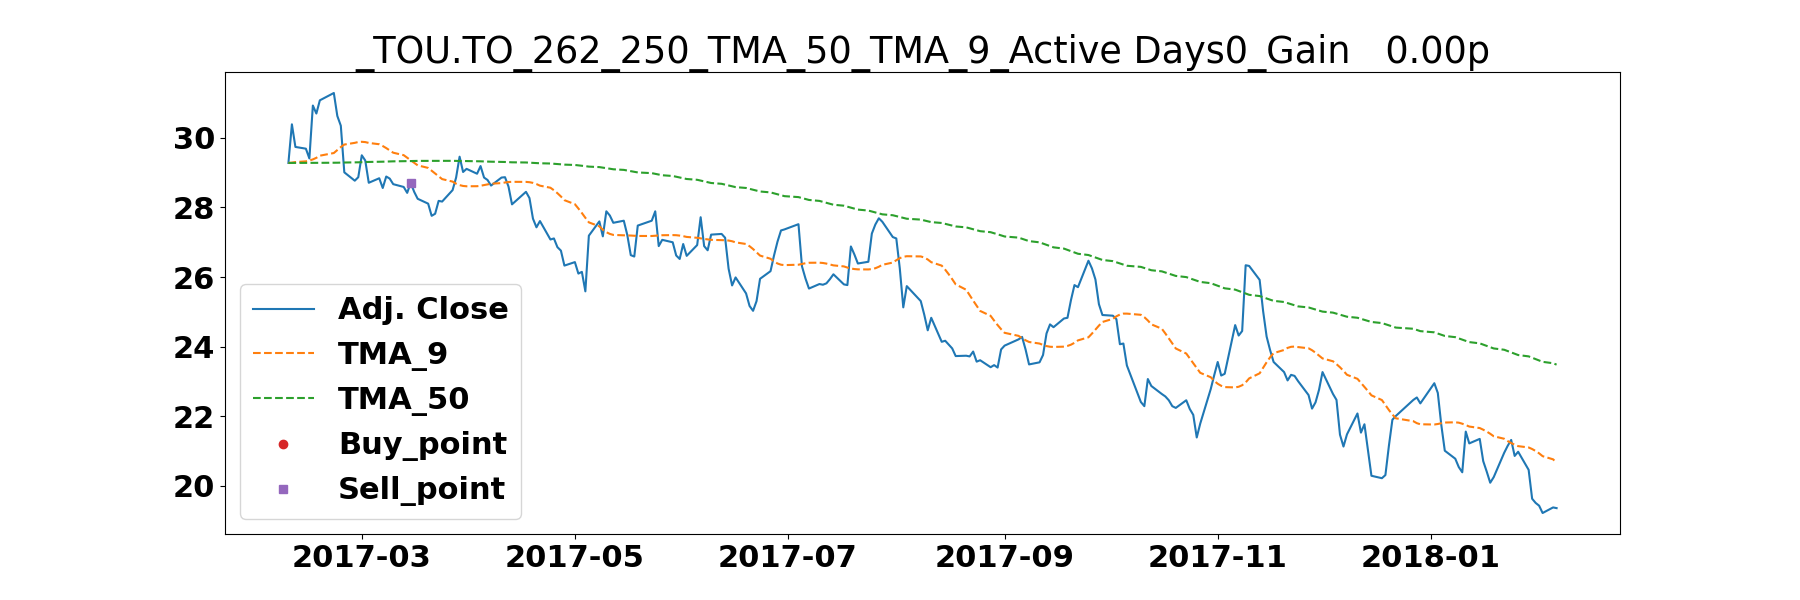 _TOU.TO_262_250_TMA_50_TMA_9_Active Days0_Gain   0.00p
30
28
26
24
22
20
Adj. Close
TMA_9
TMA_50
Buy_point
Sell_point
2017-03 2017-05 2017-07 2017-09 2017-11 2018-01